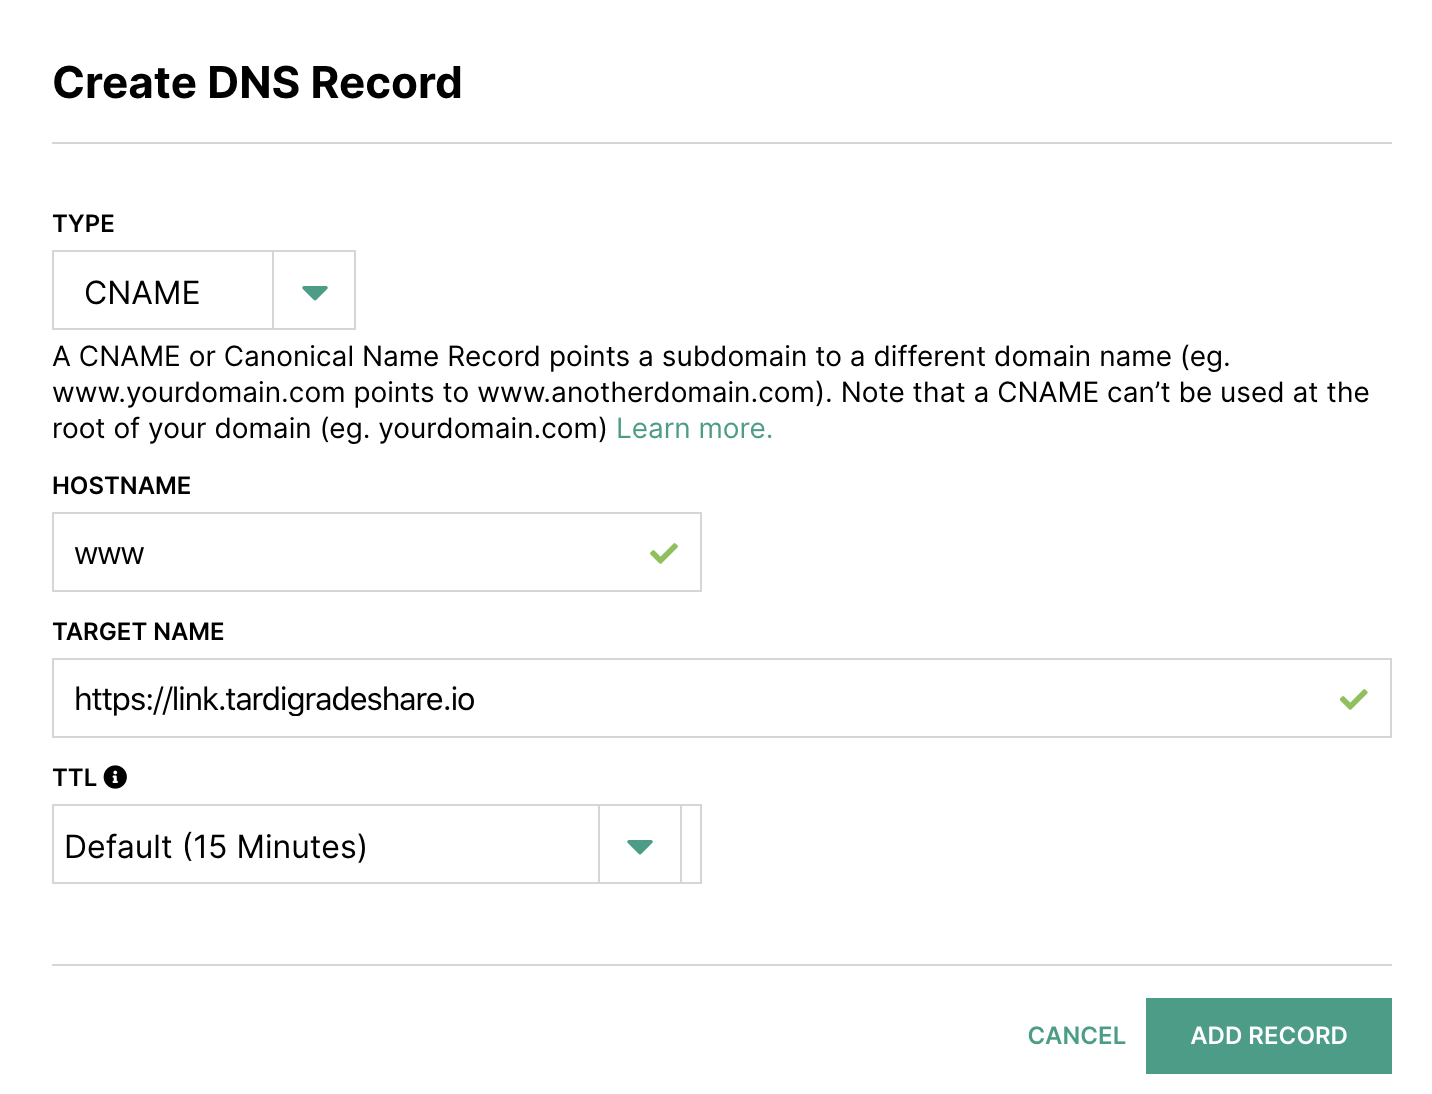 Create DNS Record
TYPE
CNAME
A CNAME or Canonical Name Record points a subdomain to a different domain name (eg.
www.yourdomain.com points to www.anotherdomain.com). Note that a CNAME can’t be used at the
root of your domain (eg. yourdomain.com) Learn more.
HOSTNAME
www
TARGET NAME
https://link.tardigradeshare.io
TTL
Default (15 Minutes)
CANCEL ADD RECORD